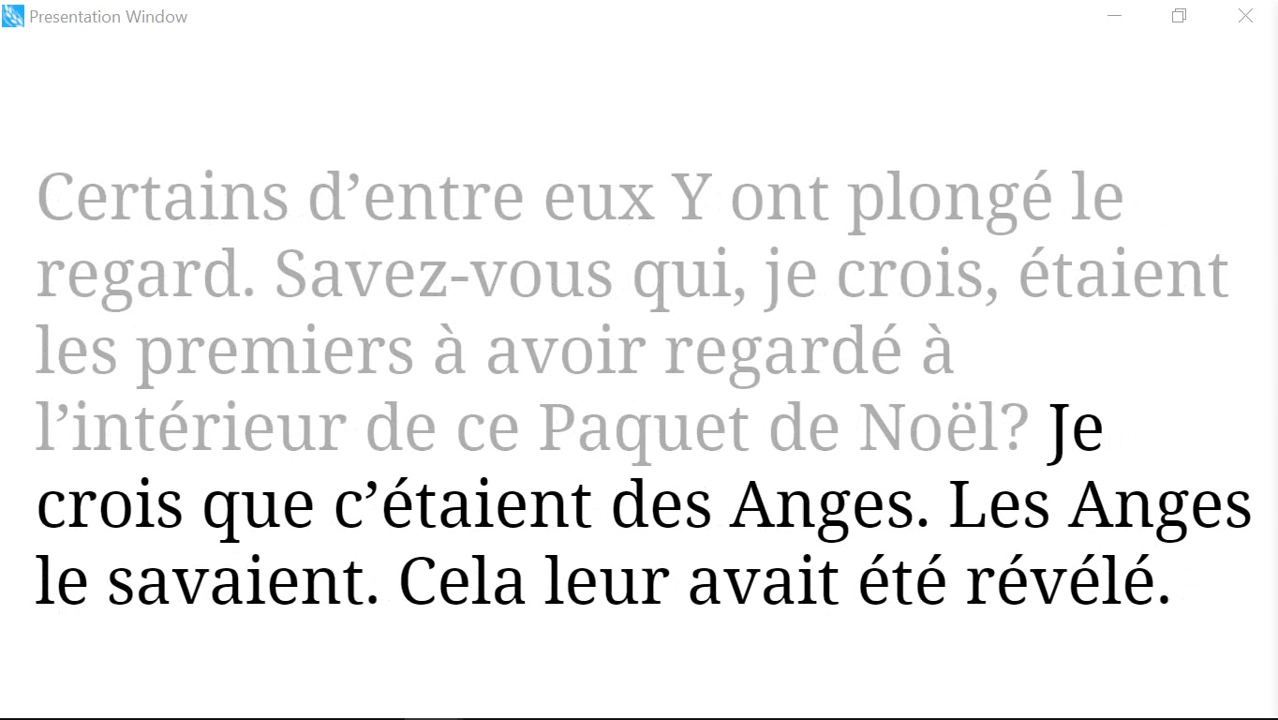 Presentation Window
Certains d’entre eux Y ont plongé le
regard. Savez-vous qui, je crois, étaient
les premiers à avoir regardé à
l’intérieur de ce Paquet de Noël? Je
crois que c’étaient des Anges. Les Anges
le savaient. Cela leur avait été révélé.